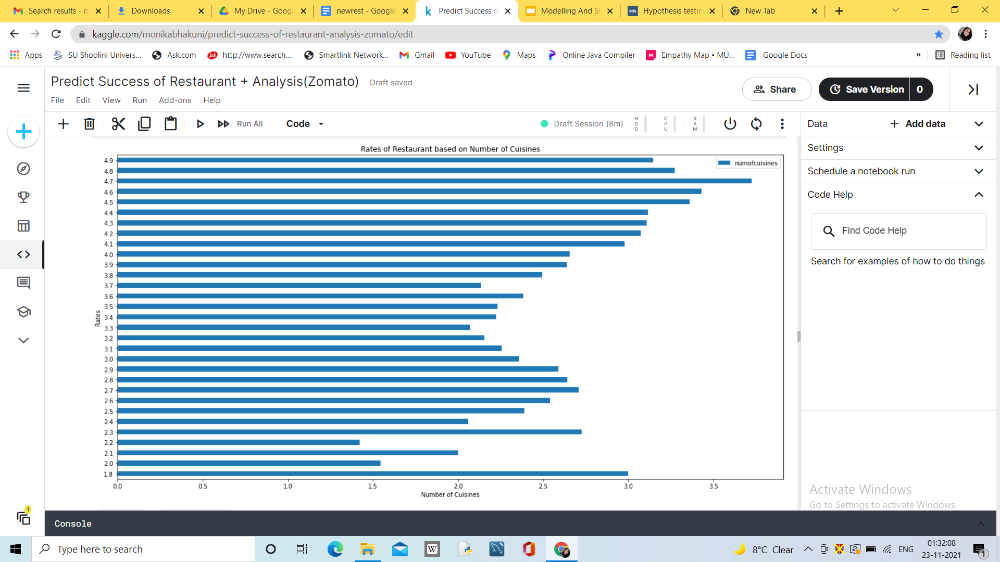 Search results - m
Downloads
My Drive - Googl
newrest - Google
Predict Success o
Modelling And Si
tds
Hypothesis testin
New Tab
kaggle.com/monikabhakuni/predict-success-of-restaurant-analysis-zomato/edit
Apps
SU Shoolini Univers...
Ask.com
Ask
http://www.search....
Smartlink Network...
Gmail
YouTube
Maps
Online Java Compiler
M
Empathy Map • MU...
Google Docs
»
Reading list
Predict Success of Restaurant + Analysis(Zomato)
Draft saved
Share
Save Version
0
File
Edit
View
Run
Add-ons
Help
Run All
Code
Draft Session (8m)
HDD
CPU
RAM
Data
+ Add data
Settings
Schedule a notebook run
Code Help
Find Code Help
Search for examples of how to do things
Rates of Restaurant based on Number of Cuisines
numofcuisines
4.9
4.8
4.7
4.6
4.5
4.4
4.3
4.2
4.1
4.0
3.9
3.8
3.7
3.6
3.5
3.4
3.3
3.2
3.1
3.0
2.9
2.8
2.7
2.6
2.5
2.4
2.3
2.2
2.1
2.0
1.8
Rates
0.0 0.5 1.0 1.5 2.0 2.5 3.0 3.5
Number of Cuisines
Activate Windows
Go to Settings to activate Windows.
1
Console
Type here to search
W
8°C Clear
ENG
01:32:08
23-11-2021
1